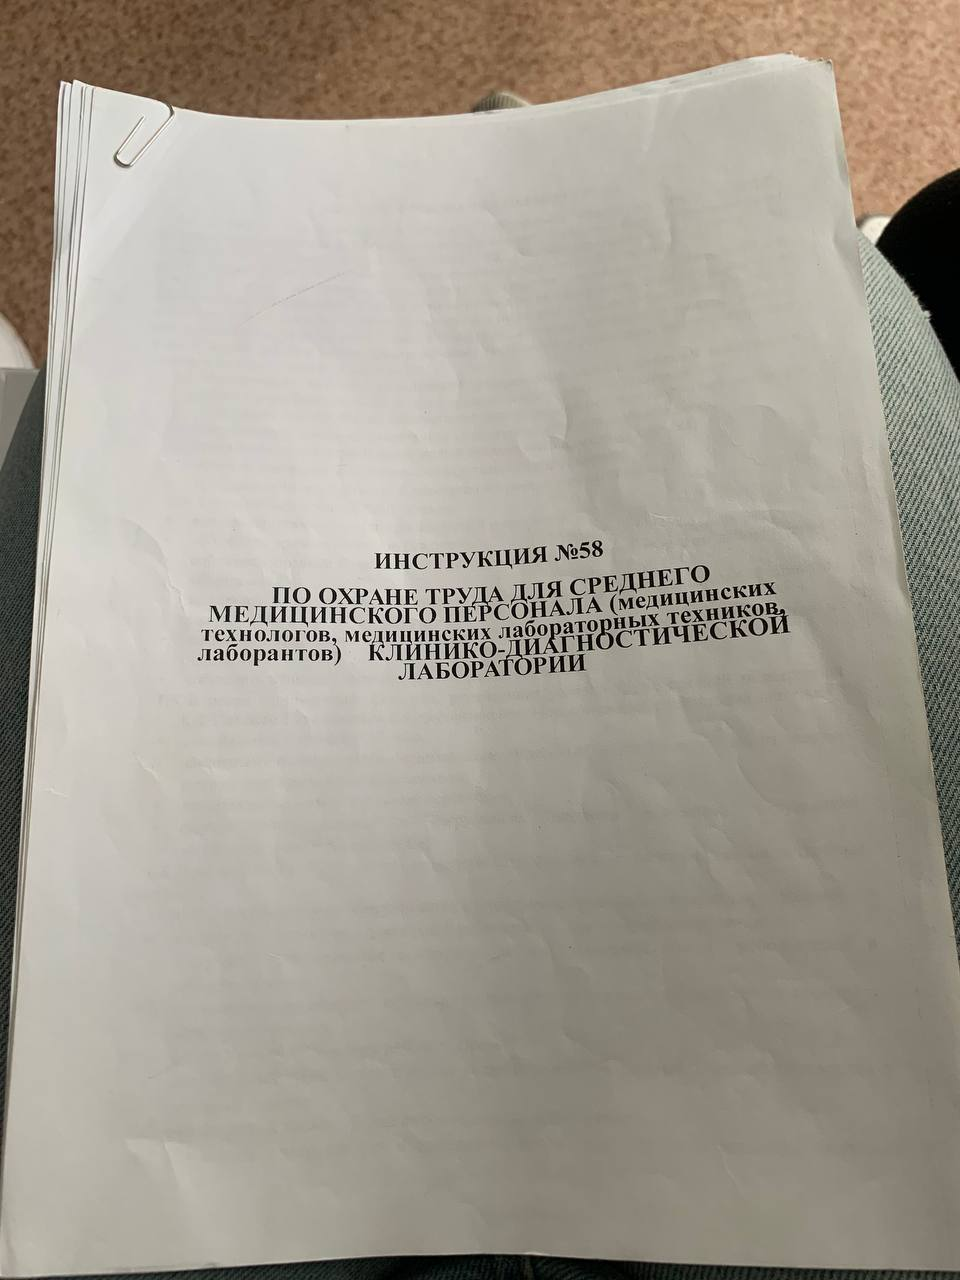 ИНСТРУКЦИЯ №58
ПО ОХРАНЕ ТРУДА ДЛЯ СРЕДНЕГО
МЕДИЦИНСКОГО ПЕРСОНАЛА (медицинских
технологов, медицинских лабораторных техников,
лаборантов) КЛИНИКО-ДИАГНОСТИЧЕСКОЙ
ЛАБОРАТОРИИ